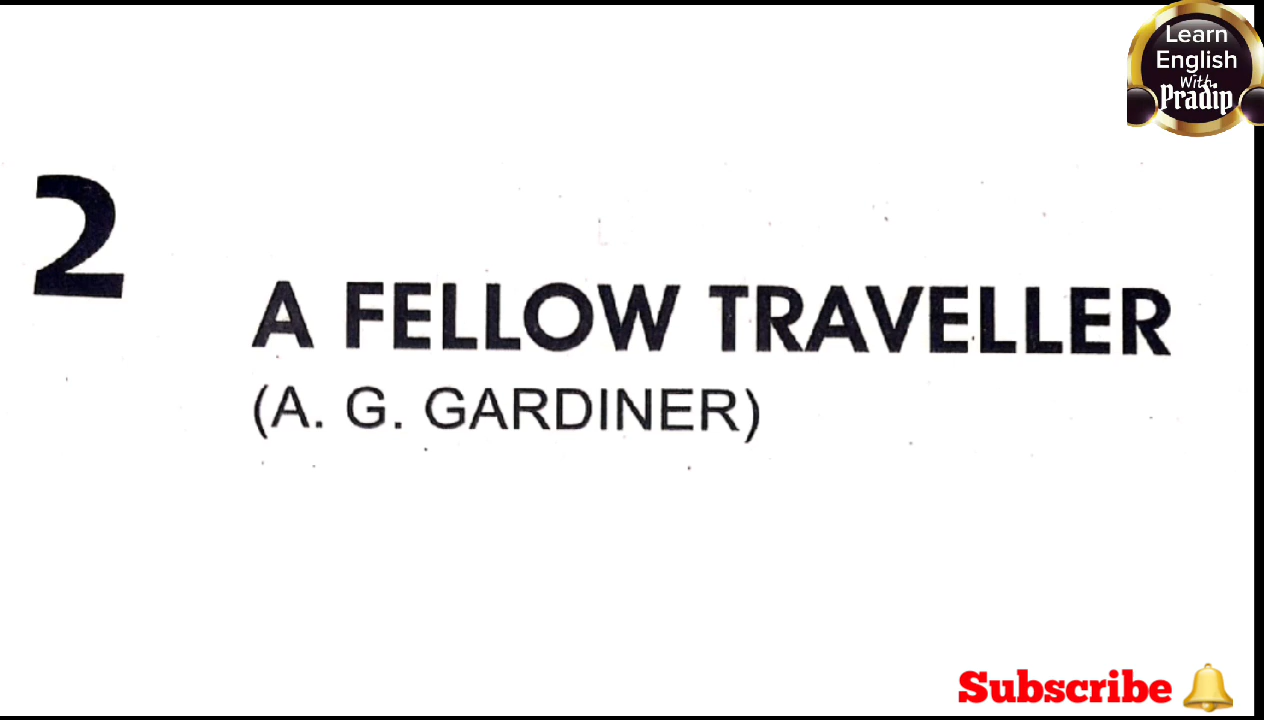 Learn
English
With
Pradip
2
A FELLOW TRAVELLER
(A. G. GARDINER)
Subscribe